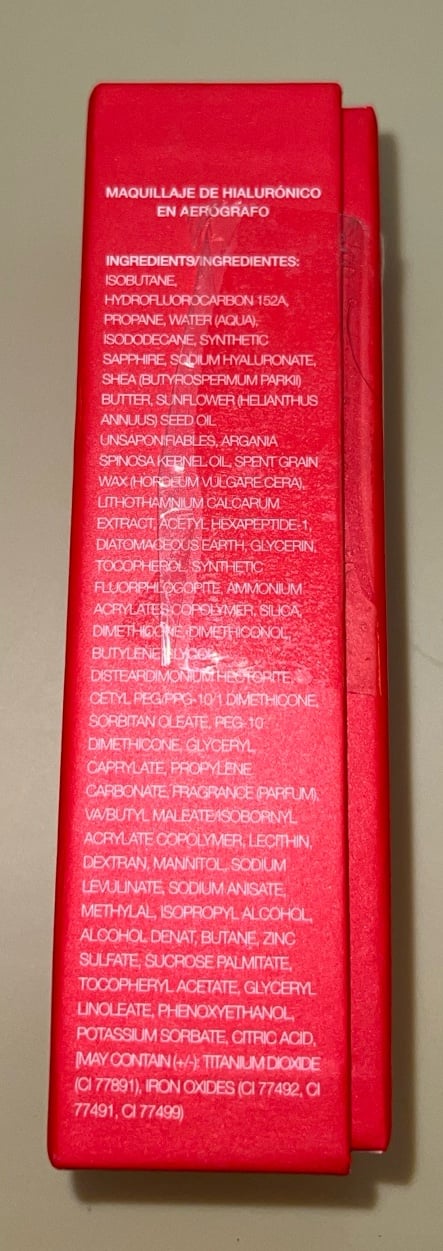 MAQUILLAJE DE HIALURÓNICO
EN AERÓGRAFO
INGREDIENTS/INGREDIENTES:
ISOBUTANE,
HYDROFLUOROCARBON 152A,
PROPANE, WATER (AQUA),
ISODODECANE, SYNTHETIC
SAPPHIRE, SODIUM HYALURONATE,
SHEA (BUTYROSPERMUM PARKII)
BUTTER, SUNFLOWER (HELIANTHUS
ANNUUS) SEED OIL
UNSAPONIFIABLES, ARGANIA
SPINOSA KERNEL OIL, SPENT GRAIN
WAX (HORDEUM VULGARE CERA),
LITHOTHAMNIUM CALCARUM
EXTRACT, ACETYL HEXAPEPTIDE-1,
DIATOMACEOUS EARTH, GLYCERIN,
TOCOPHEROL, SYNTHETIC
FLUORPHLOGOPITE, AMMONIUM
ACRYLATES COPOLYMER, SILICA,
DIMETHICONE, DIMETHICONOL,
BUTYLENE GLYCOL,
DISTEARDIMONIUM HECTORITE,
CETYL PEG/PPG-10/1 DIMETHICONE,
SORBITAN OLEATE, PEG-10
DIMETHICONE, GLYCERYL
CAPRYLATE, PROPYLENE
CARBONATE, FRAGRANCE (PARFUM),
VA/BUTYL MALEATE/ISOBORNYL
ACRYLATE COPOLYMER, LECITHIN,
DEXTRAN, MANNITOL, SODIUM
LEVULINATE, SODIUM ANISATE,
METHYLAL, ISOPROPYL ALCOHOL,
ALCOHOL DENAT, BUTANE, ZINC
SULFATE, SUCROSE PALMITATE,
TOCOPHERYL ACETATE, GLYCERYL
LINOLEATE, PHENOXYETHANOL,
POTASSIUM SORBATE, CITRIC ACID,
[MAY CONTAIN (+/-): TITANIUM DIOXIDE
(CI 77891), IRON OXIDES (CI 77492, CI
77491, CI 77499)